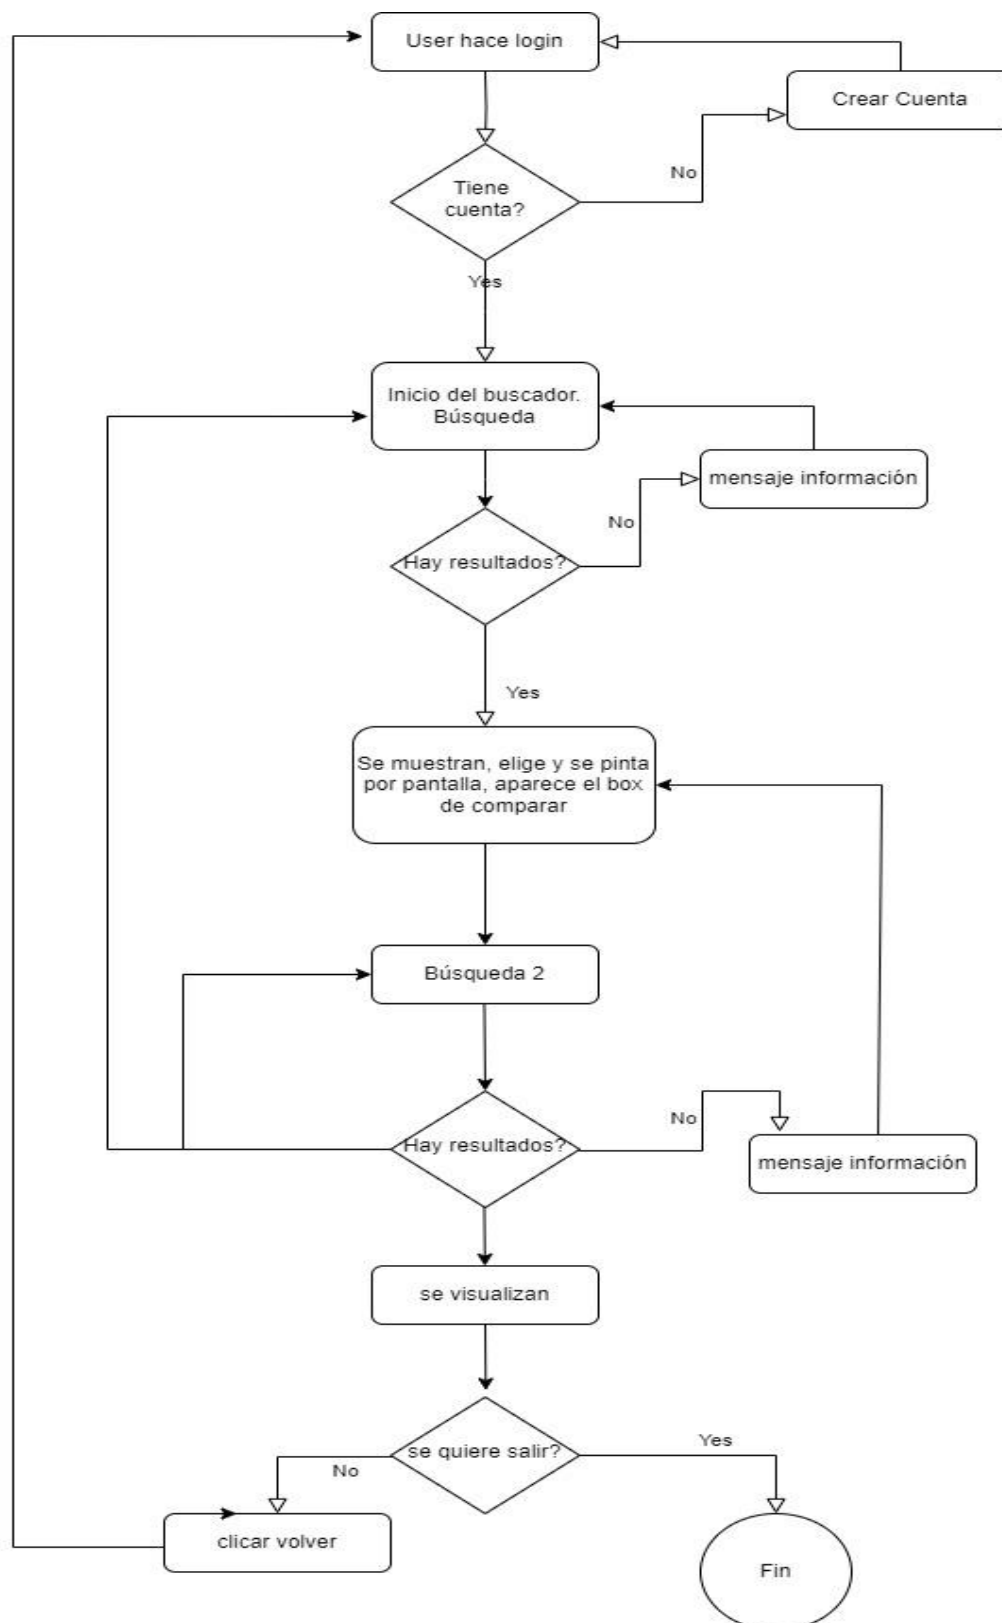 User hace login
Crear Cuenta
No
Tiene
cuenta?
Yes
Inicio del buscador.
Búsqueda
mensaje información
No
Hay resultados?
Yes
Se muestran, elige y se pinta
por pantalla, aparece el box
de comparar
Búsqueda 2
No
Hay resultados?
mensaje información
se visualizan
Yes
se quiere salir?
No
clicar volver
Fin